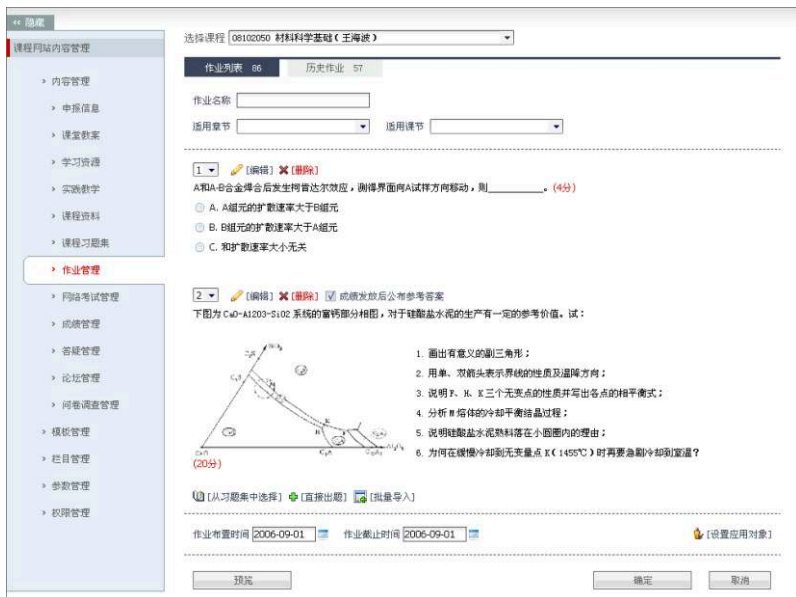 ‹‹ 隐藏
课程网站内容管理
› 内容管理
› 申报信息
› 课堂教案
› 学习资源
› 实践教学
› 课程资料
› 课程习题集
› 作业管理
› 网络考试管理
› 成绩管理
› 答疑管理
› 论坛管理
› 问卷调查管理
› 模板管理
› 栏目管理
› 参数管理
› 权限管理
选择课程 08102050 材料科学基础(王海波)
作业列表 86 历史作业 57
作业名称
适用章节 适用课节
1 [编辑] [删除]
A和A-B合金焊合后发生柯肯达尔效应,测得界面向A试样方向移动,则________。(4分)
A. A组元的扩散速率大于B组元
B. B组元的扩散速率大于A组元
C. 和扩散速率大小无关
2 [编辑] [删除] 成绩发放后公布参考答案
下图为CaO-Al2O3-SiO2 系统的富钙部分相图,对于硅酸盐水泥的生产有一定的参考价值。试:
1. 画出有意义的副三角形;
2. 用单、双箭头表示界线的性质及温降方向;
3. 说明F、H、K三个无变点的性质并写出各点的相平衡式;
4. 分析M熔体的冷却平衡结晶过程;
5. 说明硅酸盐水泥熟料落在小圆圈内的理由;
6. 为何在缓慢冷却到无变量点 K(1455℃)时再要急剧冷却到室温?
(20分)
[从习题集中选择] [直接出题] [批量导入]
作业布置时间 2006-09-01 作业截止时间 2006-09-01 [设置应用对象]
预览 确定 取消